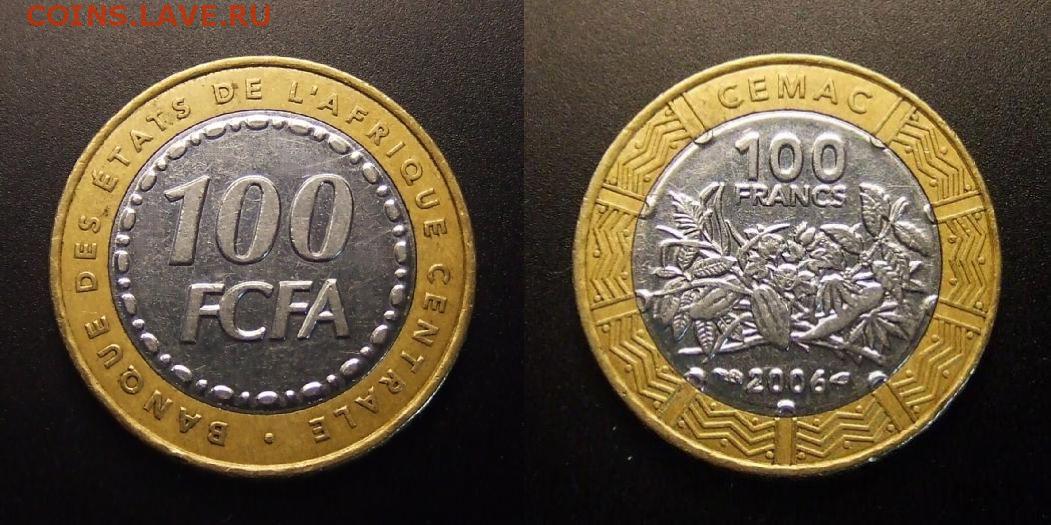 COINS.LAVE.RU
BANQUE DES ÉTATS DE L'AFRIQUE CENTRALE •
100
FCFA
CEMAC
100
FRANCS
2006